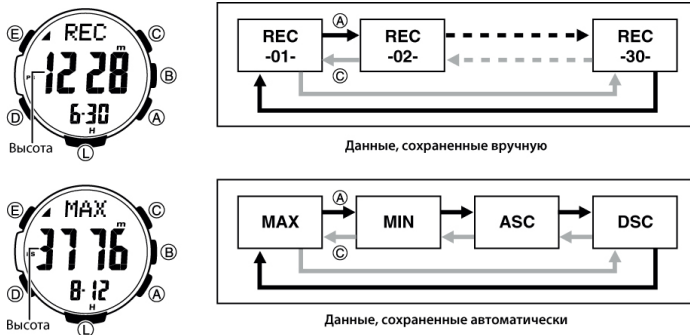 E
REC
C
m
P
1228
B
6:30
H
D
A
Высота
L
A
REC
-01-
REC
-02-
REC
-30-
C
Данные, сохраненные вручную
E
MAX
C
m
PS
3776
B
8-12
H
D
A
Высота
L
A
MAX
MIN
ASC
DSC
C
Данные, сохраненные автоматически